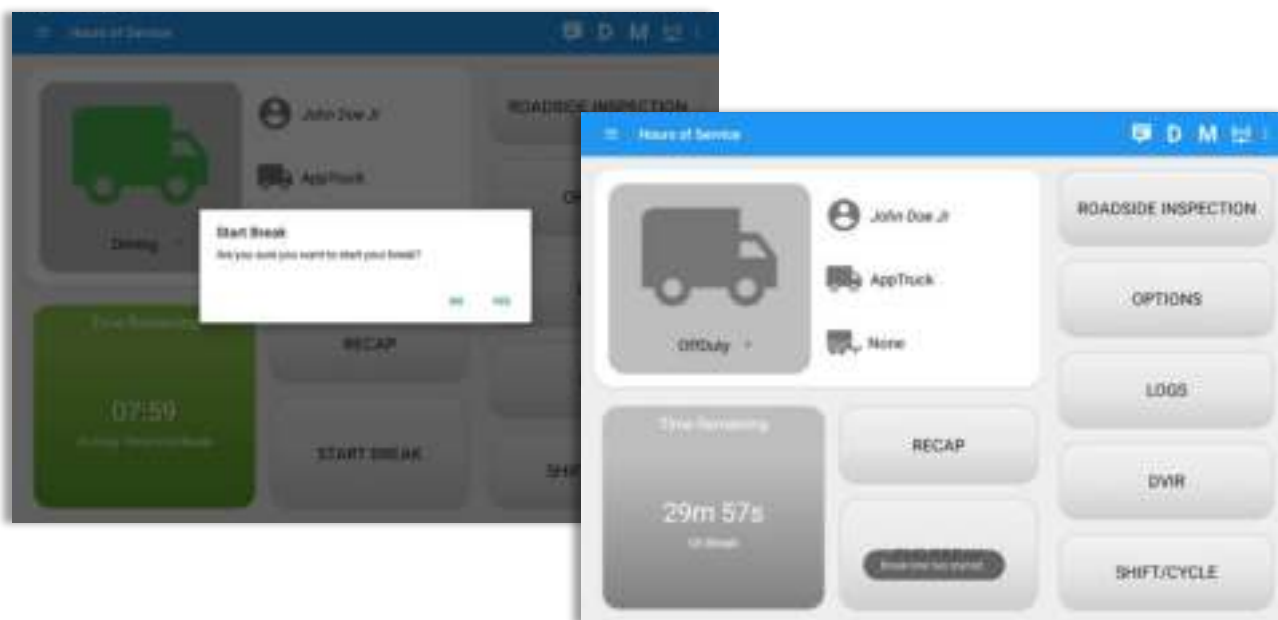 Hours of Service
D M
John Doe Jr
ROADSIDE INSPECTION
AppTruck
Driving
Start Break
Are you sure you want to start your break?
NO YES
Time Remaining
RECAP
07:59
START BREAK
Hours of Service
D M
John Doe Jr
AppTruck
None
OffDuty
ROADSIDE INSPECTION
OPTIONS
LOGS
DVIR
SHIFT/CYCLE
Time Remaining
29m 57s
RECAP
Break time has started